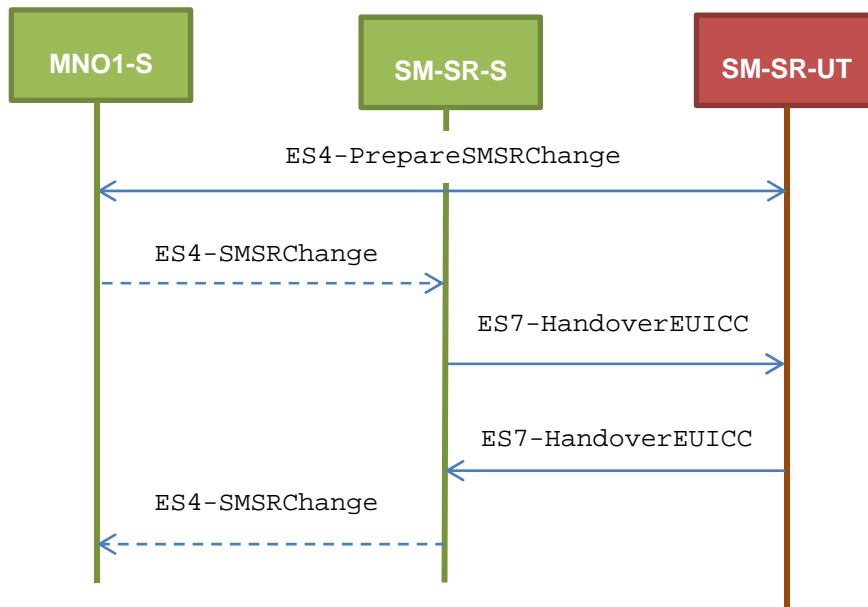 MNO1-S
SM-SR-S
SM-SR-UT
ES4-PrepareSMSRChange
ES4-SMSRChange
ES7-HandoverEUICC
ES7-HandoverEUICC
ES4-SMSRChange